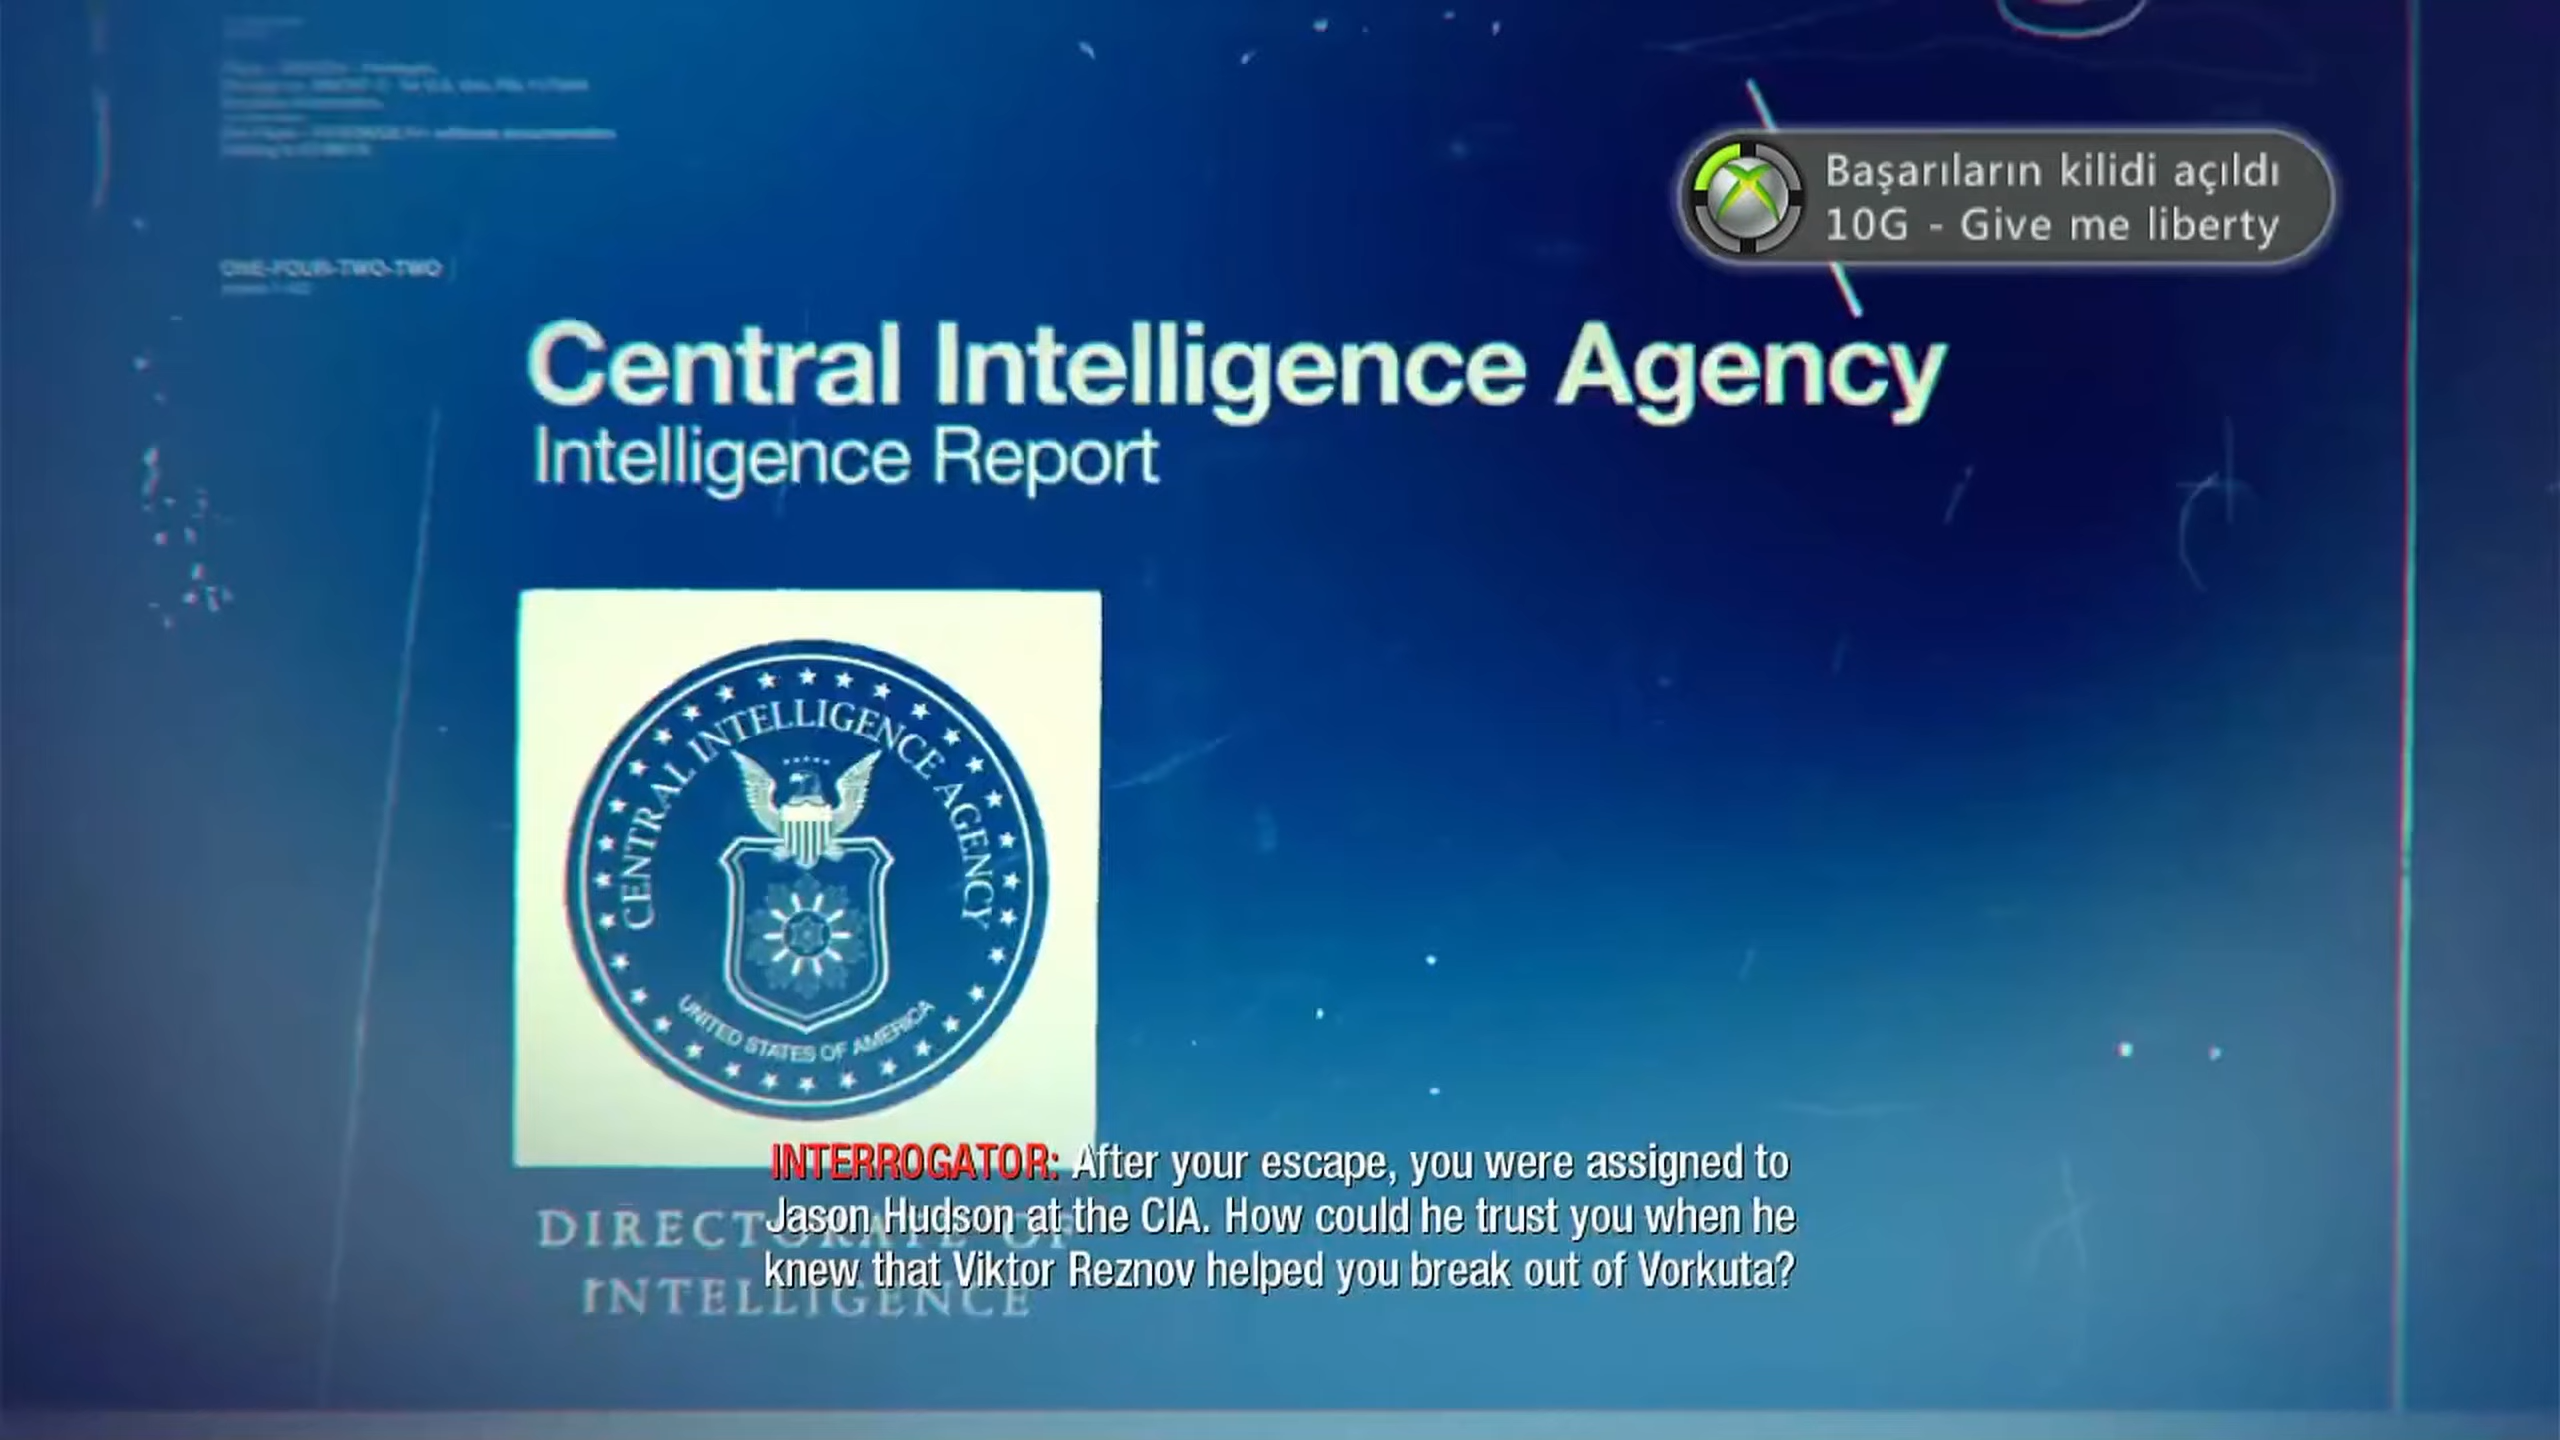 Başarıların kilidi açıldı
10G - Give me liberty
ONE-FOUR-TWO-TWO
Central Intelligence Agency
Intelligence Report
CENTRAL INTELLIGENCE AGENCY
UNITED STATES OF AMERICA
DIRECTORATE OF
INTELLIGENCE
INTERROGATOR: After your escape, you were assigned to
Jason Hudson at the CIA. How could he trust you when he
knew that Viktor Reznov helped you break out of Vorkuta?